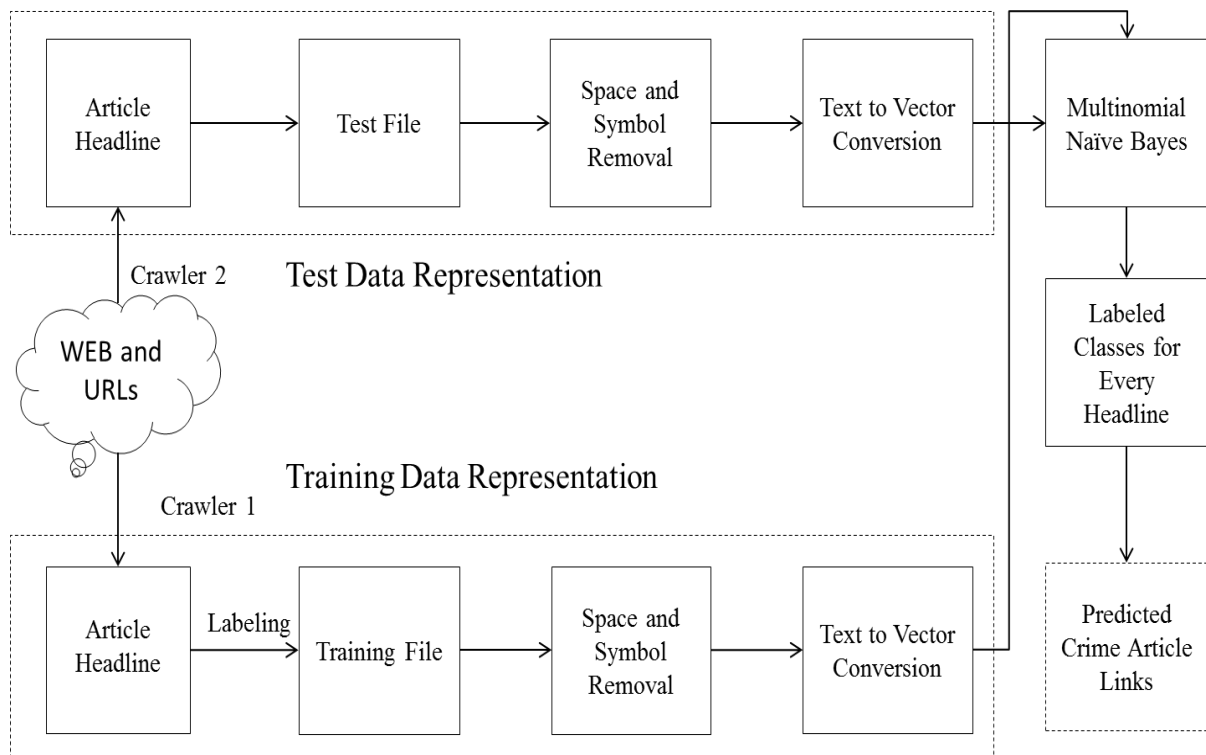 Article
Headline
Test File
Space and
Symbol
Removal
Text to Vector
Conversion
Multinomial
Naïve Bayes
Crawler 2
Test Data Representation
WEB and
URLs
Labeled
Classes for
Every
Headline
Training Data Representation
Crawler 1
Article
Headline
Labeling
Training File
Space and
Symbol
Removal
Text to Vector
Conversion
Predicted
Crime Article
Links